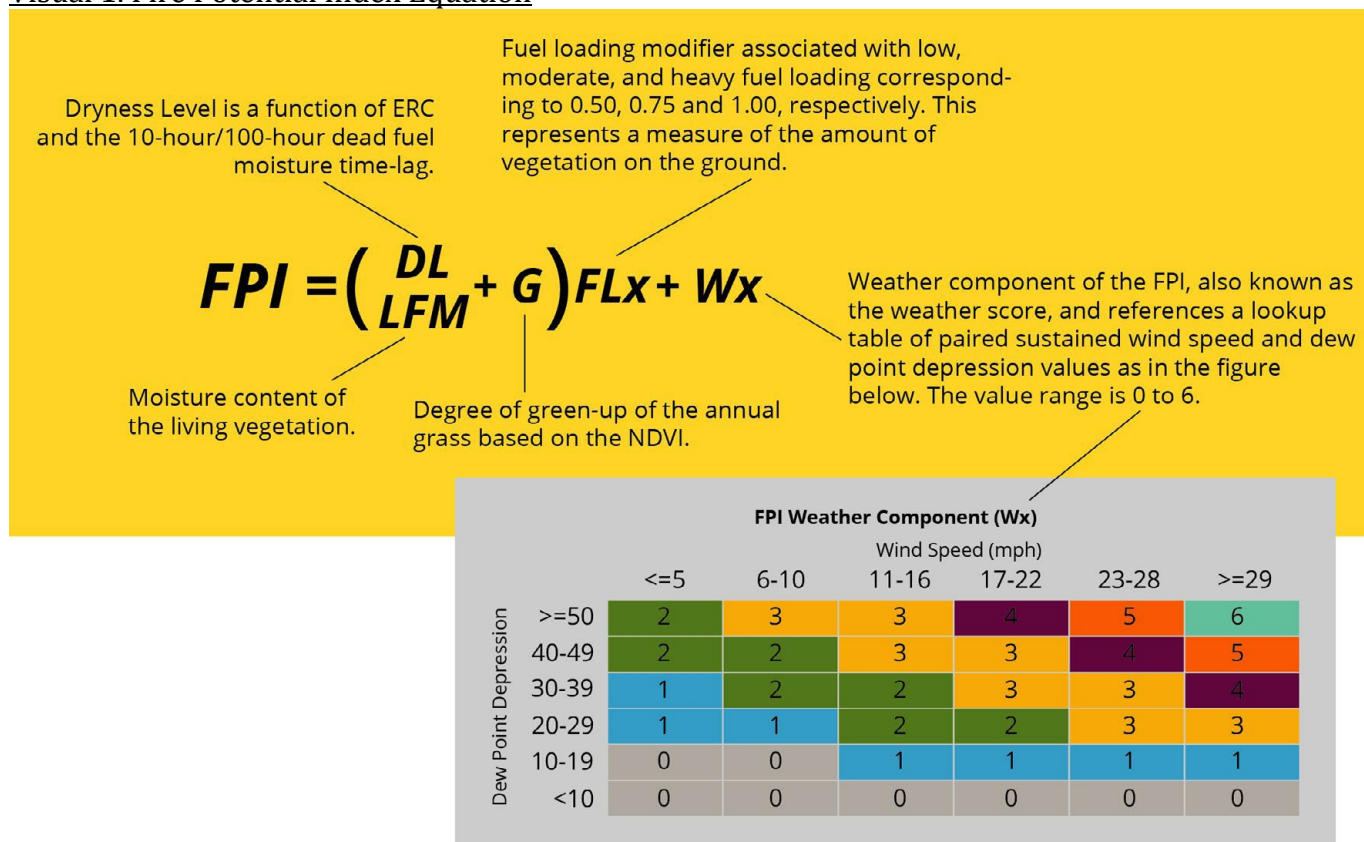 Visual 1. Fire Potential Index Equation
Fuel loading modifier associated with low,
moderate, and heavy fuel loading correspond-
ing to 0.50, 0.75 and 1.00, respectively. This
represents a measure of the amount of
vegetation on the ground.
Dryness Level is a function of ERC
and the 10-hour/100-hour dead fuel
moisture time-lag.
FPI = ( DL
LFM + G ) FLx + Wx
Weather component of the FPI, also known as
the weather score, and references a lookup
table of paired sustained wind speed and dew
point depression values as in the figure
below. The value range is 0 to 6.
Moisture content of
the living vegetation.
Degree of green-up of the annual
grass based on the NDVI.
FPI Weather Component (Wx)
Wind Speed (mph)
<=5 6-10 11-16 17-22 23-28 >=29
Dew Point Depression
>=50 2 3 3 4 5 6
40-49 2 2 3 3 4 5
30-39 1 2 2 3 3 4
20-29 1 1 2 2 3 3
10-19 0 0 1 1 1 1
<10 0 0 0 0 0 0